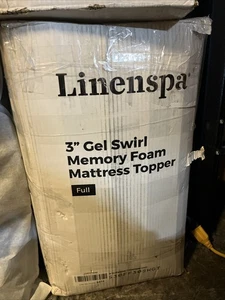 Linenspa
3” Gel Swirl
Memory Foam
Mattress Topper
Full